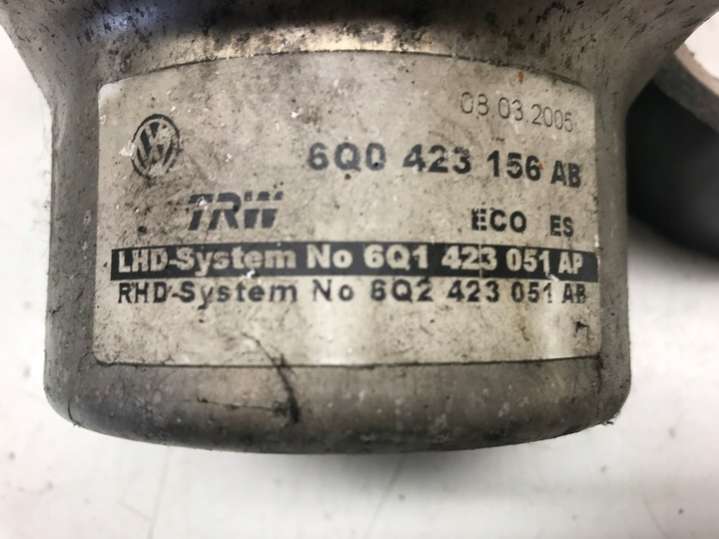 08.03.2005
6Q0 423 156 AB
TRW
ECO ES
LHD-System No 6Q1 423 051 AP
RHD-System No 6Q2 423 051 AB